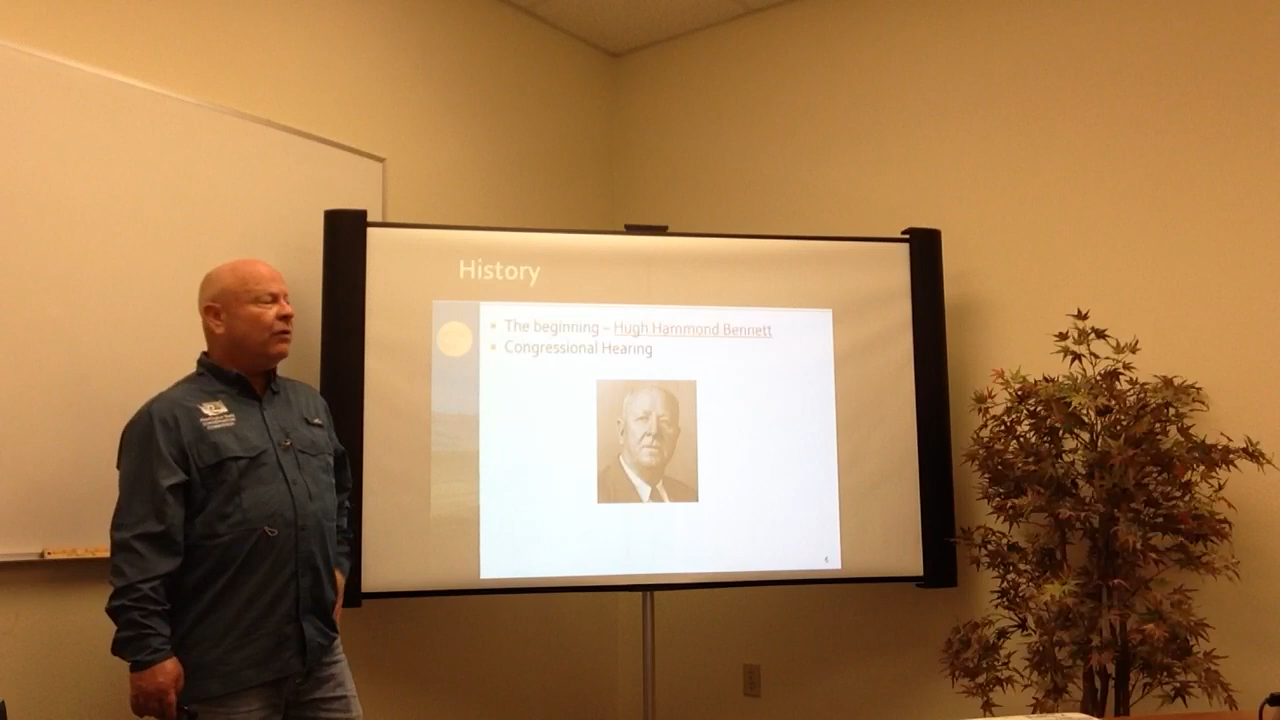 History
The beginning – Hugh Hammond Bennett
Congressional Hearing